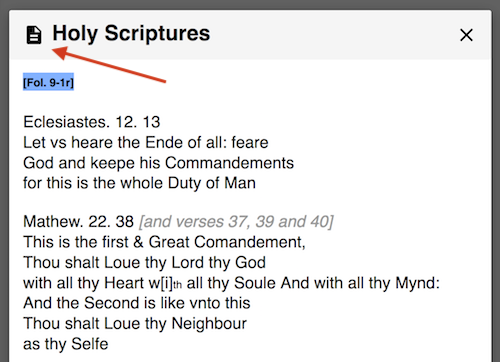 Holy Scriptures
[Fol. 9-1r]
Eclesiastes. 12. 13
Let vs heare the Ende of all: feare
God and keepe his Commandements
for this is the whole Duty of Man
Mathew. 22. 38 [and verses 37, 39 and 40]
This is the first & Great Comandement,
Thou shalt Loue thy Lord thy God
with all thy Heart w[i]th all thy Soule And with all thy Mynd:
And the Second is like vnto this
Thou shalt Loue thy Neighbour
as thy Selfe